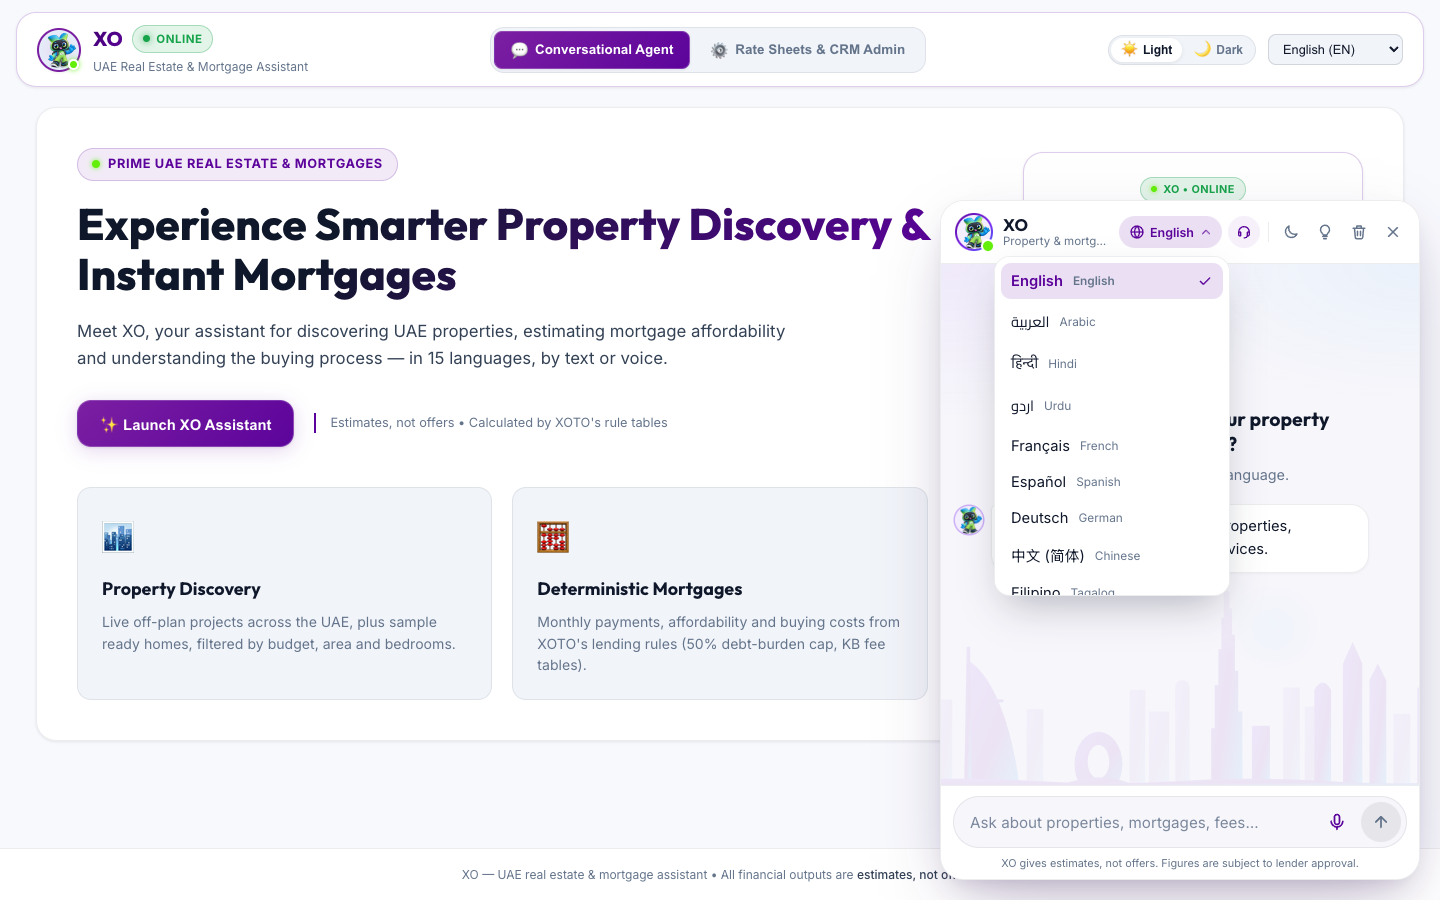 XO
ONLINE
UAE Real Estate & Mortgage Assistant
Conversational Agent
Rate Sheets & CRM Admin
Light
Dark
English (EN)
PRIME UAE REAL ESTATE & MORTGAGES
Experience Smarter Property Discovery &
Instant Mortgages
Meet XO, your assistant for discovering UAE properties, estimating mortgage affordability
and understanding the buying process — in 15 languages, by text or voice.
✨ Launch XO Assistant
Estimates, not offers • Calculated by XOTO's rule tables
Property Discovery
Live off-plan projects across the UAE, plus sample
ready homes, filtered by budget, area and bedrooms.
Deterministic Mortgages
Monthly payments, affordability and buying costs from
XOTO's lending rules (50% debt-burden cap, KB fee
tables).
XO • ONLINE
XO
Property & mortg...
English
English English
العربية Arabic
हिन्दी Hindi
اردو Urdu
Français French
Español Spanish
Deutsch German
中文 (简体) Chinese
Filipino Tagalog
ur property
?
anguage.
roperties,
vices.
Ask about properties, mortgages, fees...
XO gives estimates, not offers. Figures are subject to lender approval.
XO — UAE real estate & mortgage assistant • All financial outputs are estimates, not